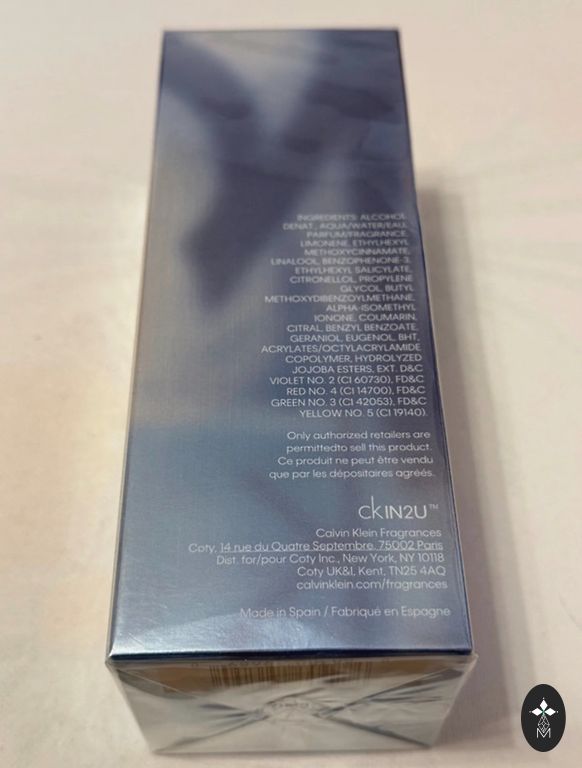 INGREDIENTS: ALCOHOL
DENAT., AQUA/WATER/EAU,
PARFUM/FRAGRANCE,
LIMONENE, ETHYLHEXYL
METHOXYCINNAMATE,
LINALOOL, BENZOPHENONE-3,
ETHYLHEXYL SALICYLATE,
CITRONELLOL, PROPYLENE
GLYCOL, BUTYL
METHOXYDIBENZOYLMETHANE,
ALPHA-ISOMETHYL
IONONE, COUMARIN,
CITRAL, BENZYL BENZOATE,
GERANIOL, EUGENOL, BHT,
ACRYLATES/OCTYLACRYLAMIDE
COPOLYMER, HYDROLYZED
JOJOBA ESTERS, EXT. D&C
VIOLET NO. 2 (CI 60730), FD&C
RED NO. 4 (CI 14700), FD&C
GREEN NO. 3 (CI 42053), FD&C
YELLOW NO. 5 (CI 19140).
Only authorized retailers are
permittedto sell this product.
Ce produit ne peut être vendu
que par les dépositaires agréés.
ckIN2U™
Calvin Klein Fragrances
Coty, 14 rue du Quatre Septembre, 75002 Paris
Dist. for/pour Coty Inc., New York, NY 10118
Coty UK&I, Kent, TN25 4AQ
calvinklein.com/fragrances
Made in Spain / Fabriqué en Espagne
M